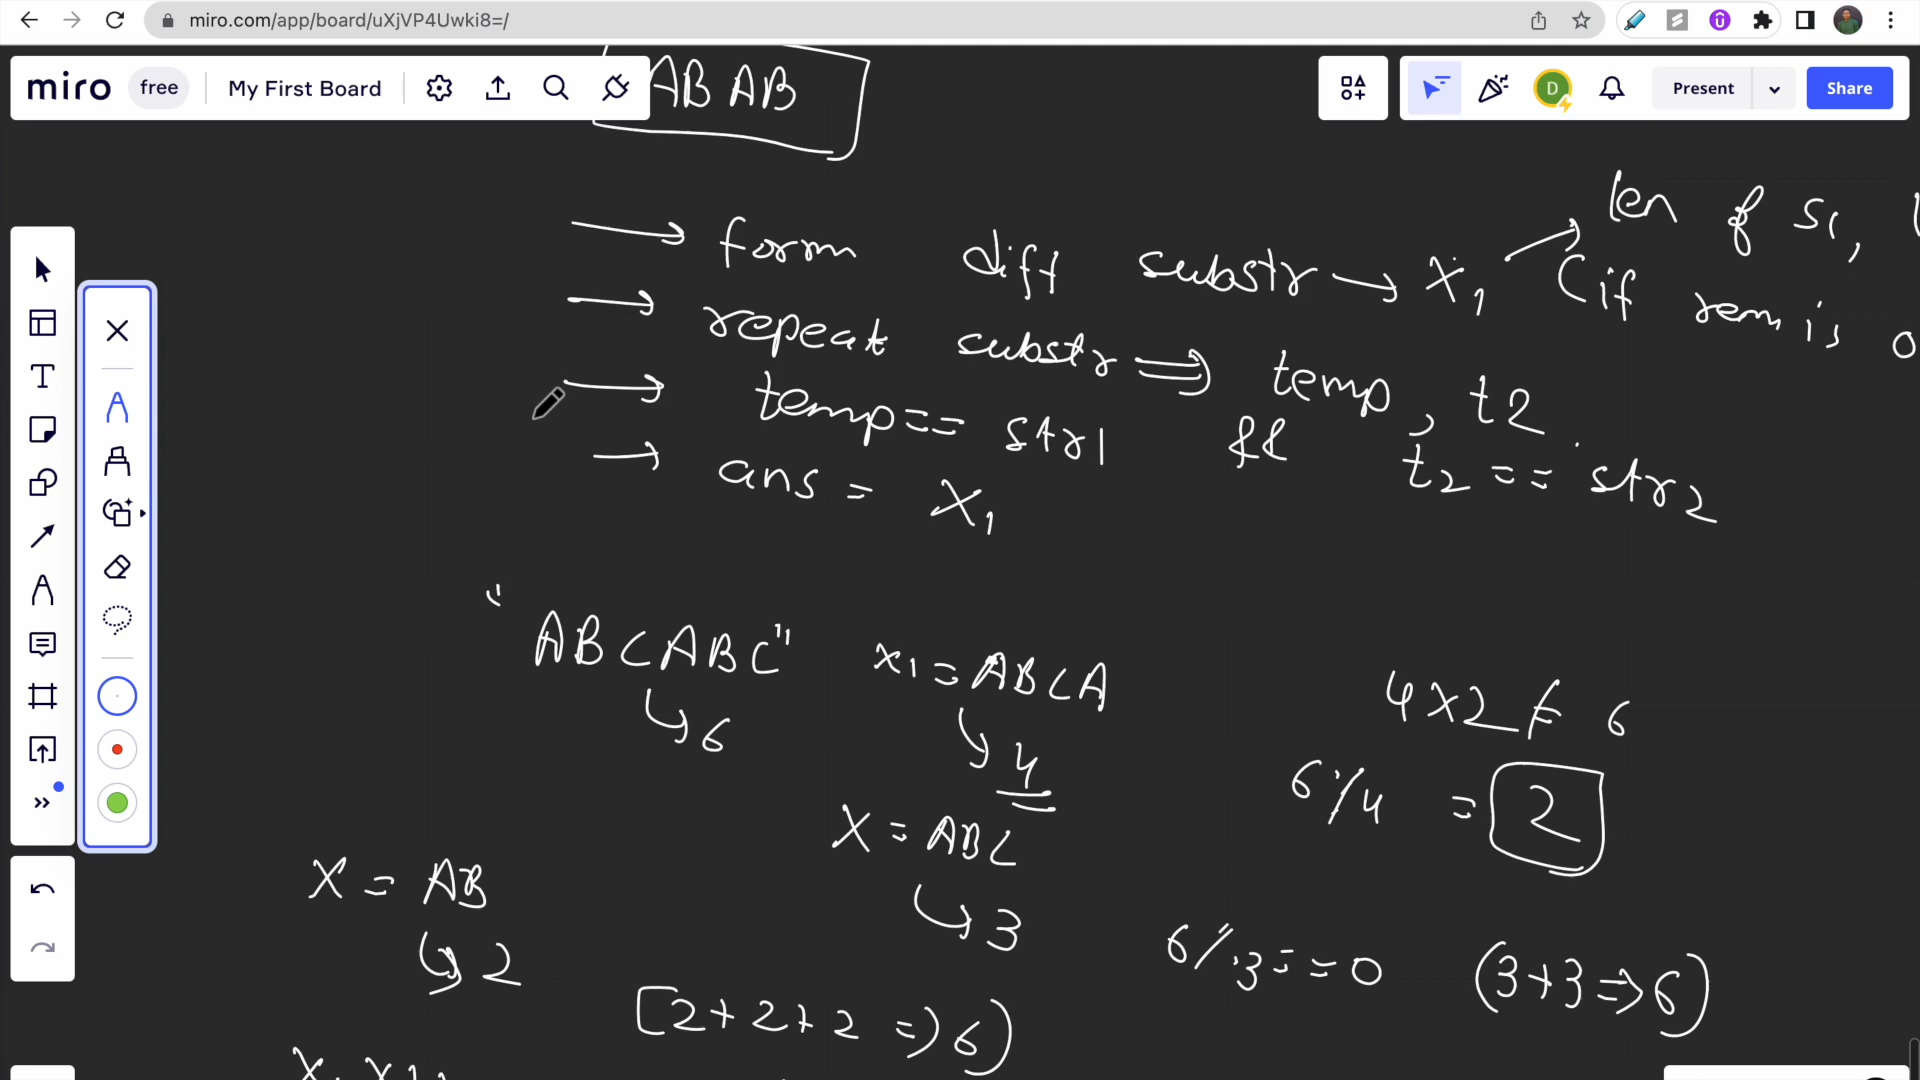 miro.com/app/board/uXjVP4Uwki8=/
miro free My First Board D Present Share
ABAB
→ form diff substr → X1 → len of s1,
(if rem is 0
→ repeat substr ⇒ temp, t2
→ temp == str1 && t2 == str2
→ ans = X1
"ABCABC" x1 = ABCA
↳ 6 ↳ 4
4x2 ≠ 6
6 % 4 = 2
X = ABC
↳ 3
6 % 3 == 0 (3+3 ⇒ 6)
X = AB
↳ 2
[2+2+2 ⇒ 6)